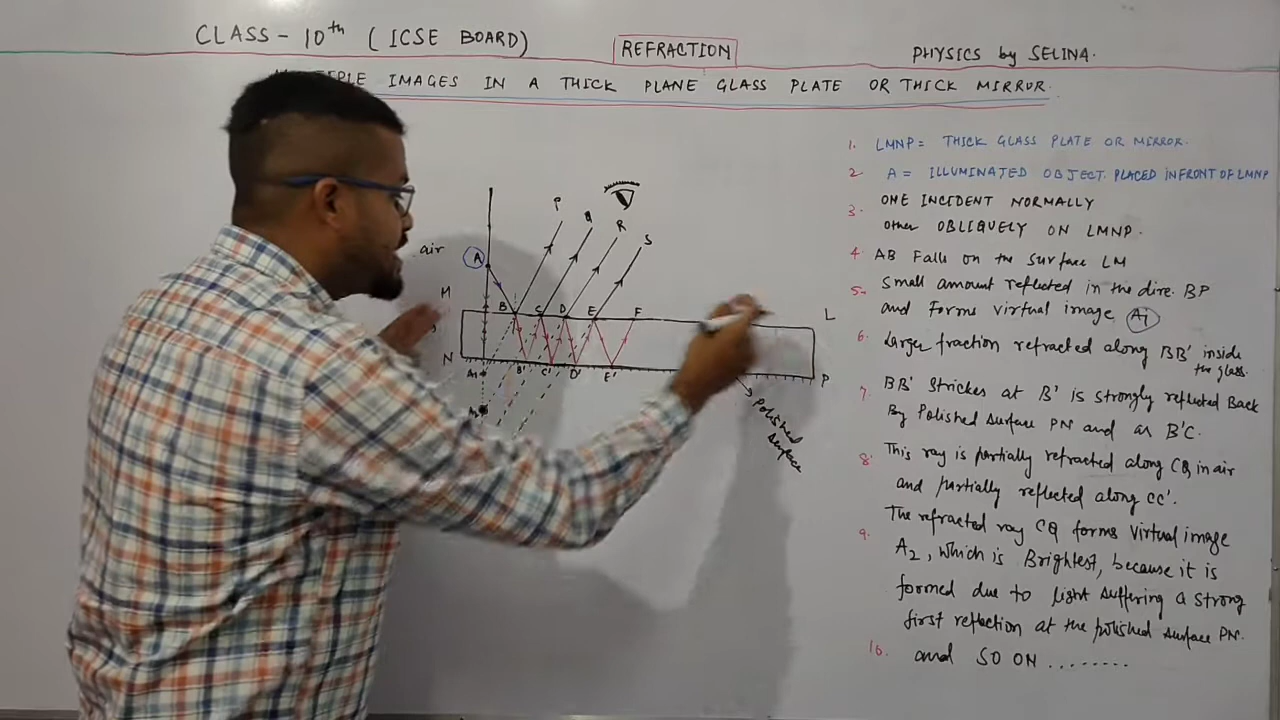 CLASS - 10th ( ICSE BOARD)
REFRACTION
PHYSICS by SELINA.
IMAGES IN A THICK PLANE GLASS PLATE OR THICK MIRROR.
1. LMNP = THICK GLASS PLATE OR MIRROR.
2 A = ILLUMINATED OBJECT PLACED IN FRONT OF LMNP
3. ONE INCIDENT NORMALLY
other OBLIQUELY ON LMNP.
4. AB Falls on the surface LM
5. Small amount reflected in the dire. BP
and forms virtual image A1
6. Larger fraction refracted along BB' inside
the glass.
7. BB' Strickes at B' is strongly reflected Back
By Polished surface PN and as B'C.
8. This ray is partially refracted along CQ in air
and partially reflected along CC'.
9. The refracted ray CQ forms Virtual image
A2, which is Brightest, because it is
formed due to light suffering a strong
first reflection at the polished surface PN.
10. and SO ON ........
P
Q
R
S
air
A
M
B C D E F
L
N
A1 B' C' D' E'
P
A2
Polished
surface